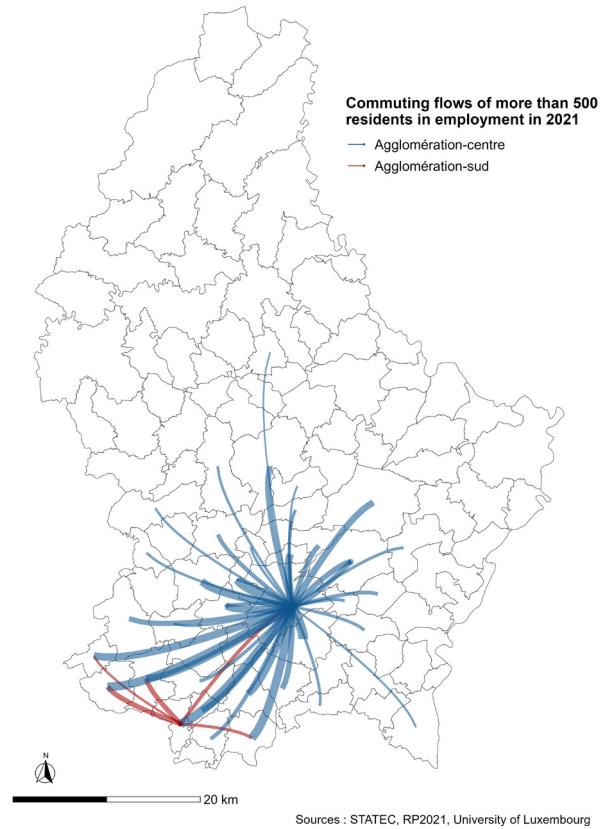 Commuting flows of more than 500
residents in employment in 2021
Agglomération-centre
Agglomération-sud
N
20 km
Sources : STATEC, RP2021, University of Luxembourg